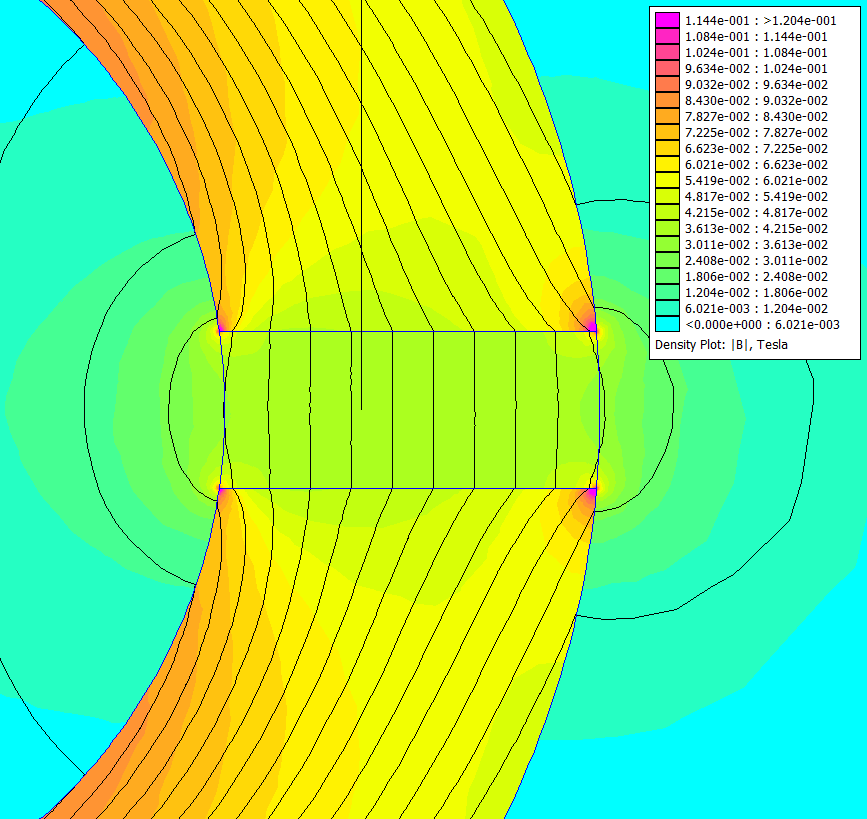 1.144e-001 : >1.204e-001
1.084e-001 : 1.144e-001
1.024e-001 : 1.084e-001
9.634e-002 : 1.024e-001
9.032e-002 : 9.634e-002
8.430e-002 : 9.032e-002
7.827e-002 : 8.430e-002
7.225e-002 : 7.827e-002
6.623e-002 : 7.225e-002
6.021e-002 : 6.623e-002
5.419e-002 : 6.021e-002
4.817e-002 : 5.419e-002
4.215e-002 : 4.817e-002
3.613e-002 : 4.215e-002
3.011e-002 : 3.613e-002
2.408e-002 : 3.011e-002
1.806e-002 : 2.408e-002
1.204e-002 : 1.806e-002
6.021e-003 : 1.204e-002
<0.000e+000 : 6.021e-003
Density Plot: |B|, Tesla